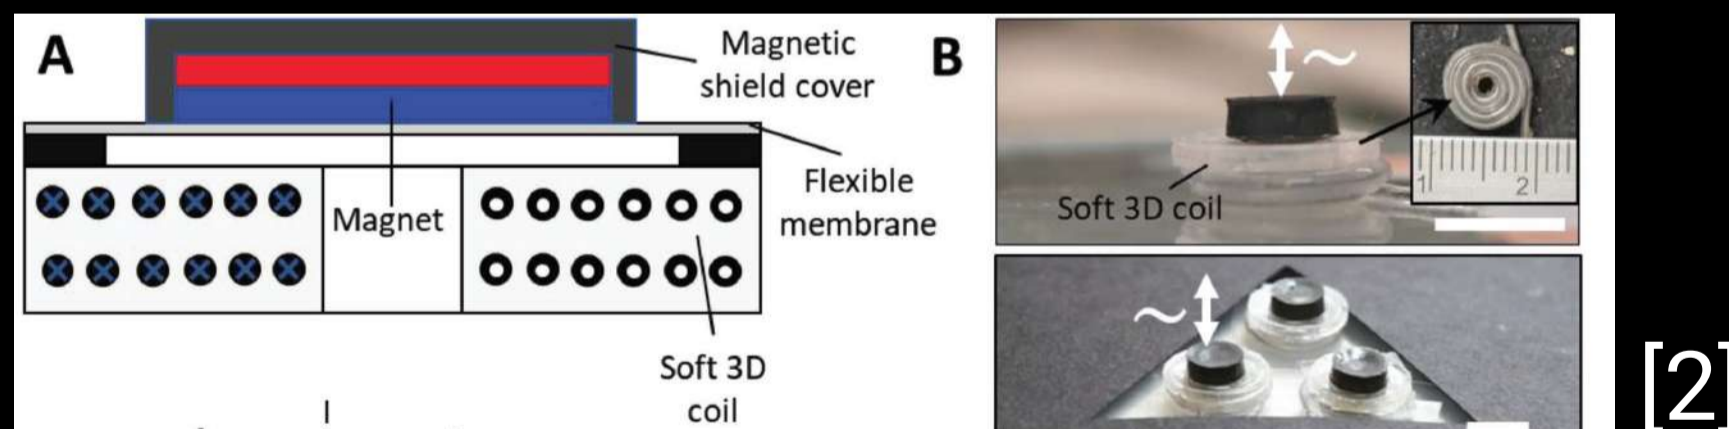 A
Magnetic
shield cover
Flexible
membrane
Magnet
Soft 3D
coil
B
Soft 3D coil
1
2
[2]